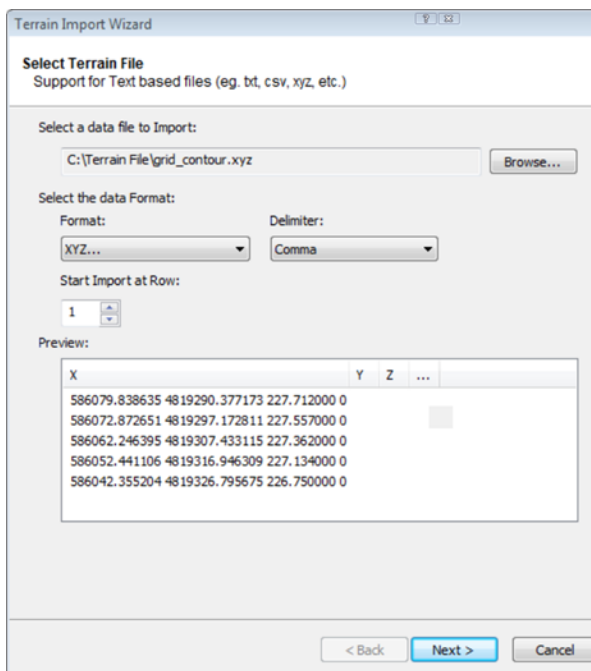 Terrain Import Wizard
Select Terrain File
Support for Text based files (eg. txt, csv, xyz, etc.)
Select a data file to Import:
C:\Terrain File\grid_contour.xyz
Browse...
Select the data Format:
Format: Delimiter:
XYZ... Comma
Start Import at Row:
1
Preview:
X Y Z ...
586079.838635 4819290.377173 227.712000 0
586072.872651 4819297.172811 227.557000 0
586062.246395 4819307.433115 227.362000 0
586052.441106 4819316.946309 227.134000 0
586042.355204 4819326.795675 226.750000 0
< Back Next > Cancel